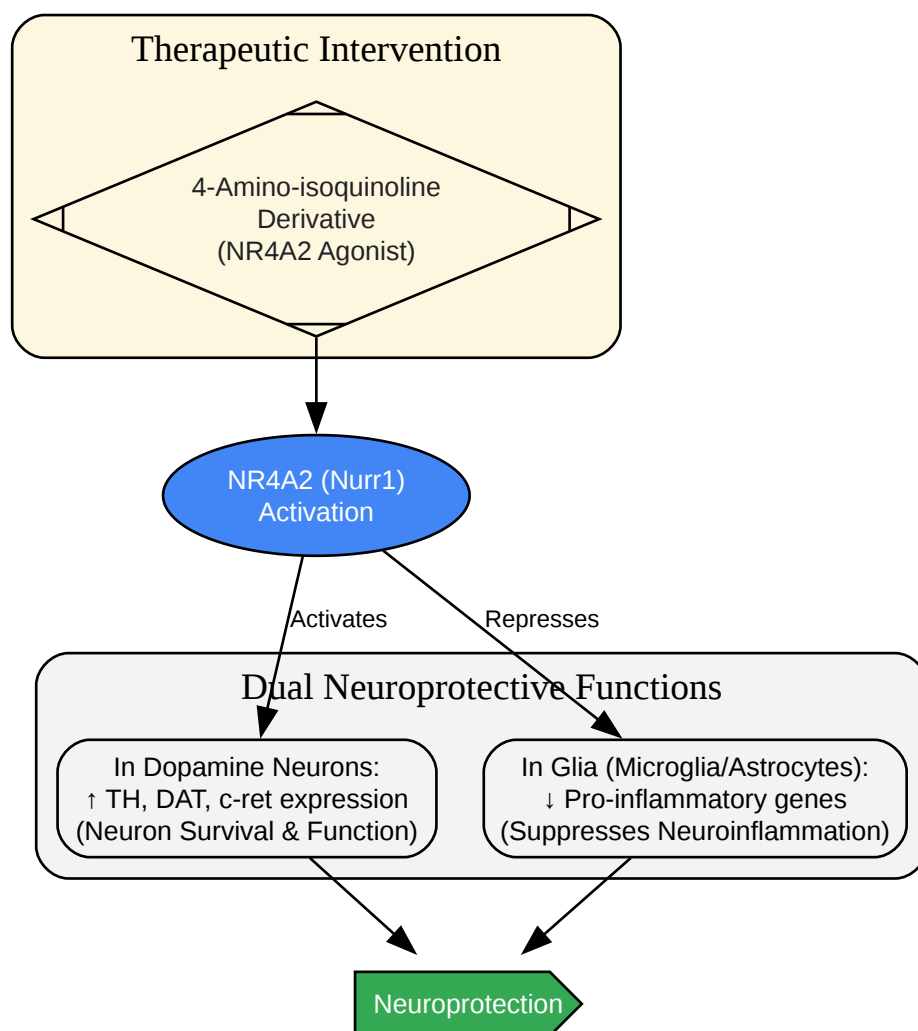 Therapeutic Intervention
4-Amino-isoquinoline
Derivative
(NR4A2 Agonist)
NR4A2 (Nurr1)
Activation
Activates
Represses
Dual Neuroprotective Functions
In Dopamine Neurons:
↑ TH, DAT, c-ret expression
(Neuron Survival & Function)
In Glia (Microglia/Astrocytes):
↓ Pro-inflammatory genes
(Suppresses Neuroinflammation)
Neuroprotection